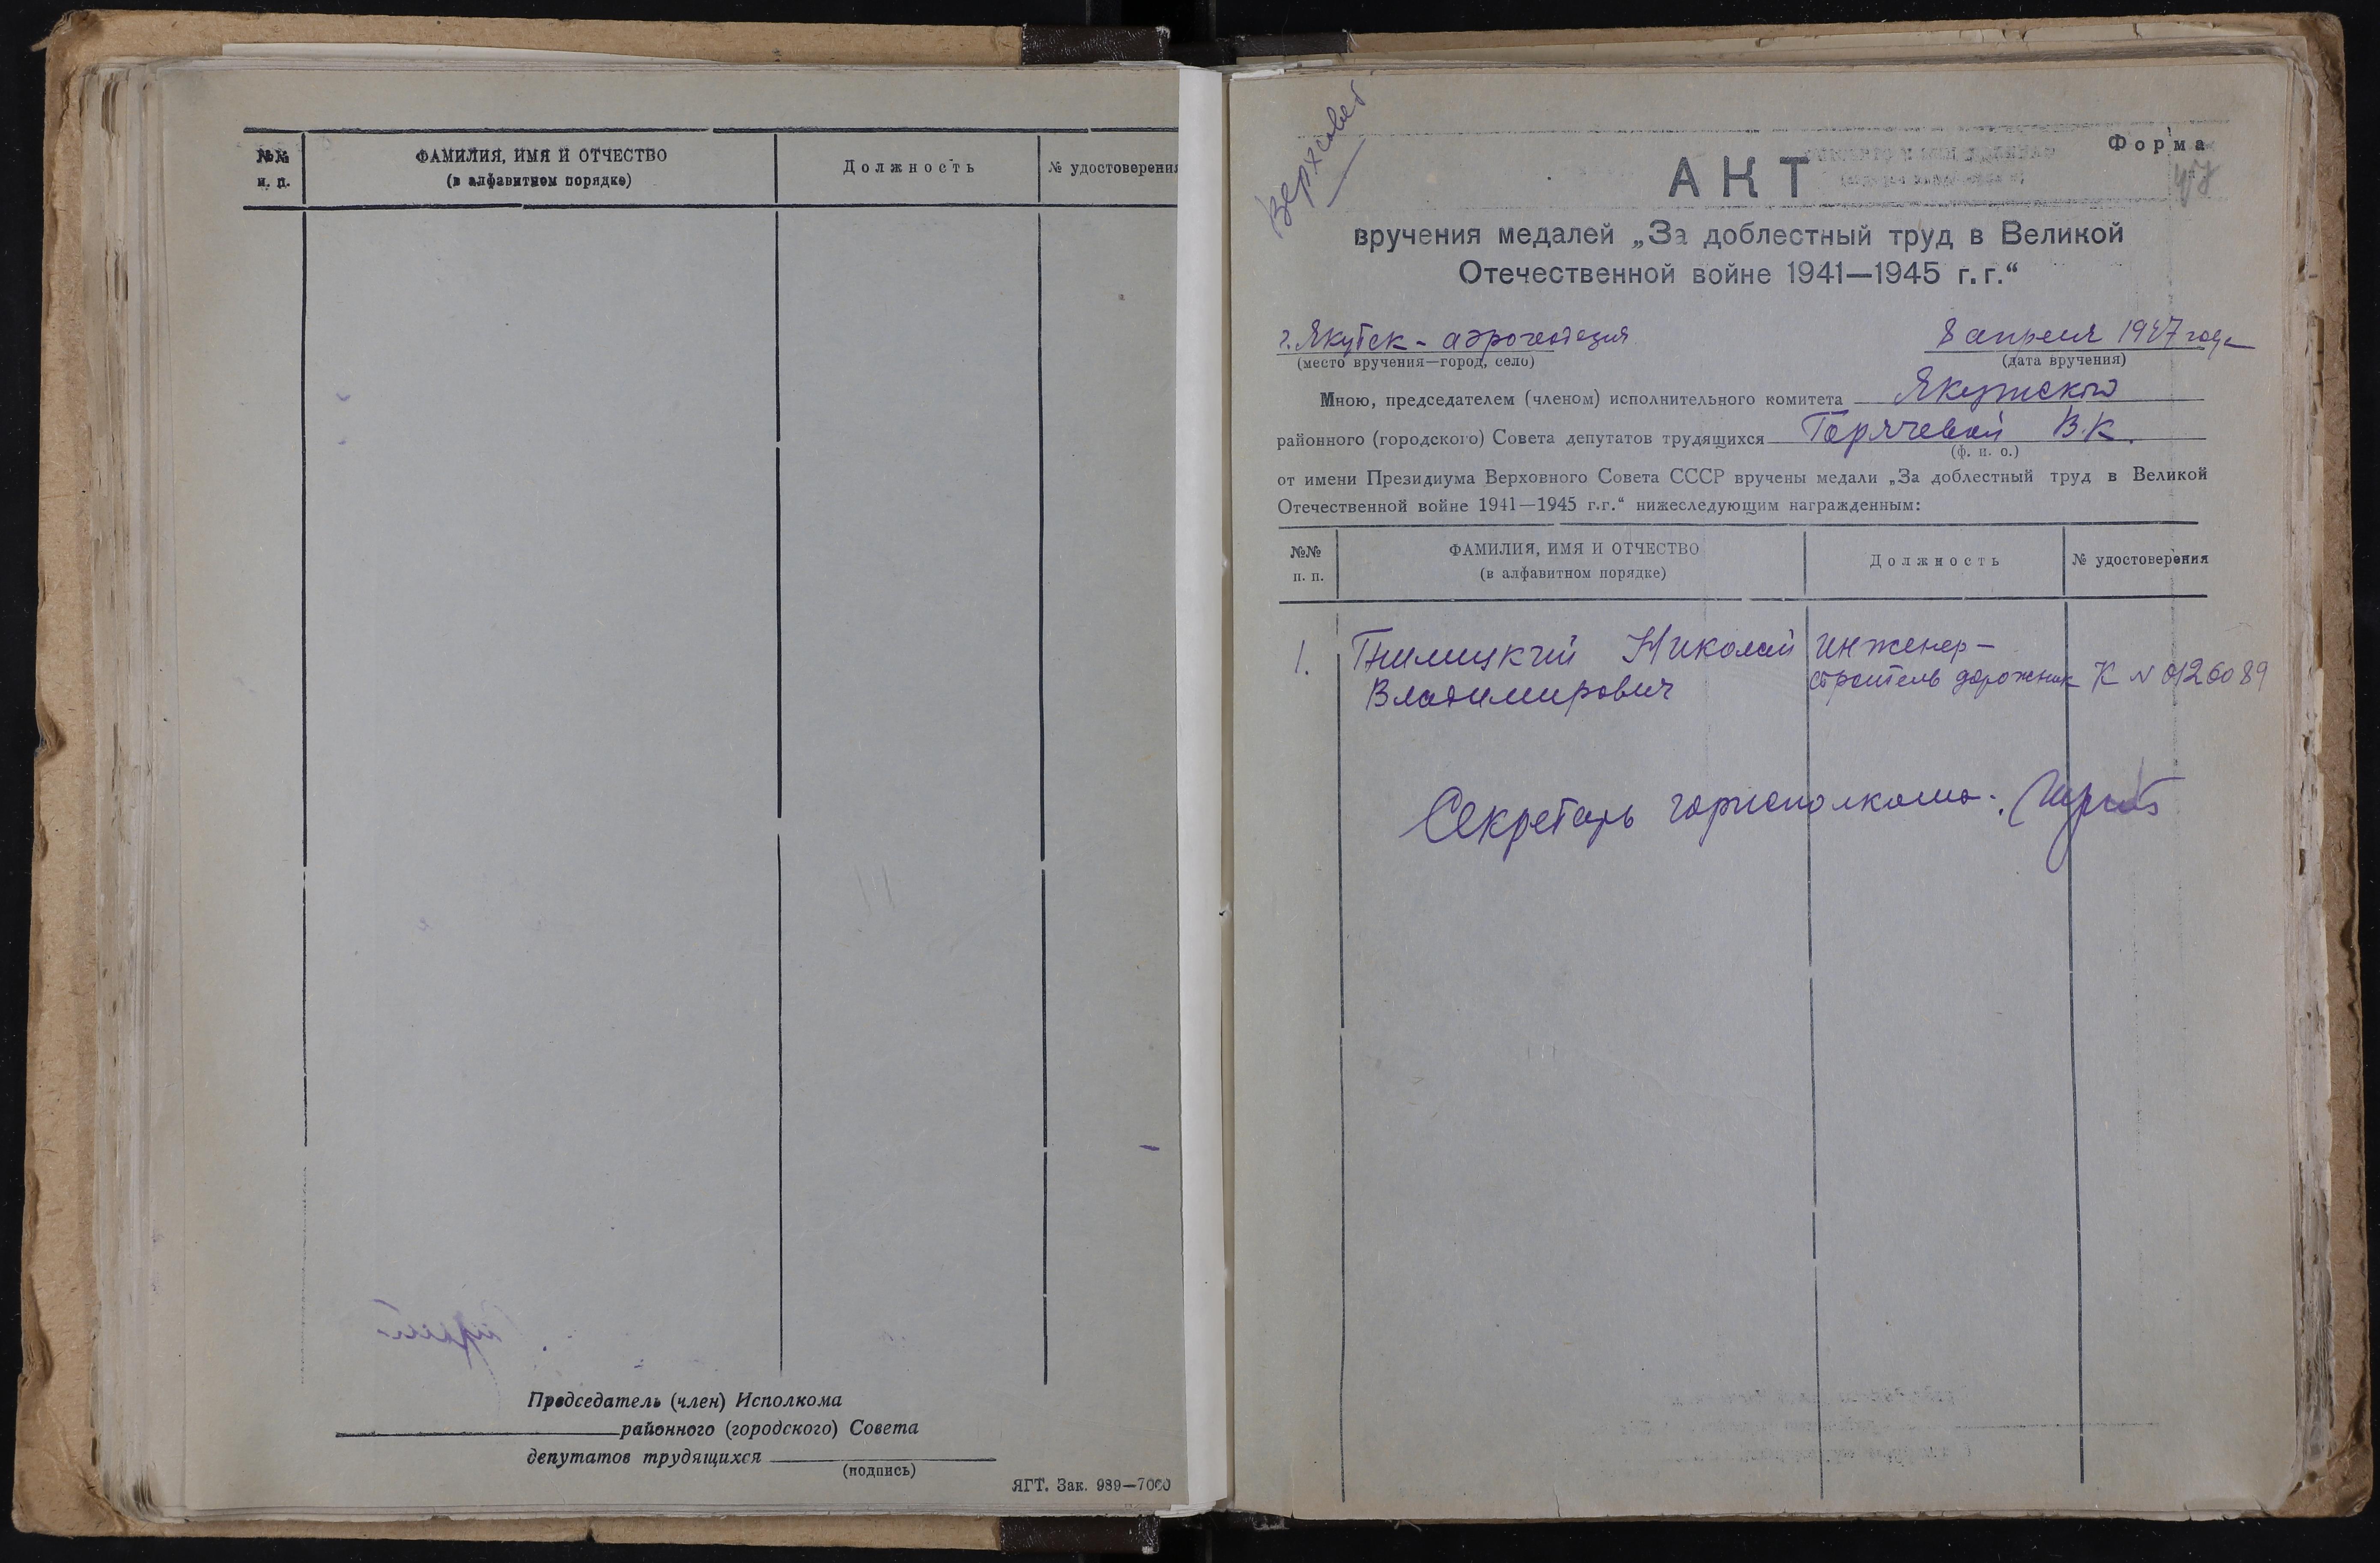 №№
п. п.
ФАМИЛИЯ, ИМЯ И ОТЧЕСТВО
(в алфавитном порядке)
Должность
№ удостоверения
Председатель (член) Исполкома
районного (городского) Совета
депутатов трудящихся
(подпись)
ЯГТ. Зак. 989—7000
Верхсовет
Форма
47
АКТ
вручения медалей „За доблестный труд в Великой
Отечественной войне 1941—1945 г.г.“
г. Якутск - аэрогеодезия
8 апреля 1947 года
(место вручения—город, село)
(дата вручения)
Мною, председателем (членом) исполнительного комитета Якутского
районного (городского) Совета депутатов трудящихся Горячевой В.К.
(ф. и. о.)
от имени Президиума Верховного Совета СССР вручены медали „За доблестный труд в Великой
Отечественной войне 1941—1945 г.г.“ нижеследующим награжденным:
№№
п. п.
ФАМИЛИЯ, ИМЯ И ОТЧЕСТВО
(в алфавитном порядке)
Должность
№ удостоверения
1. Гнилицкий Николай инженер-
Владимирович строитель дорожник К № 0126089
Секретарь горисполкома: